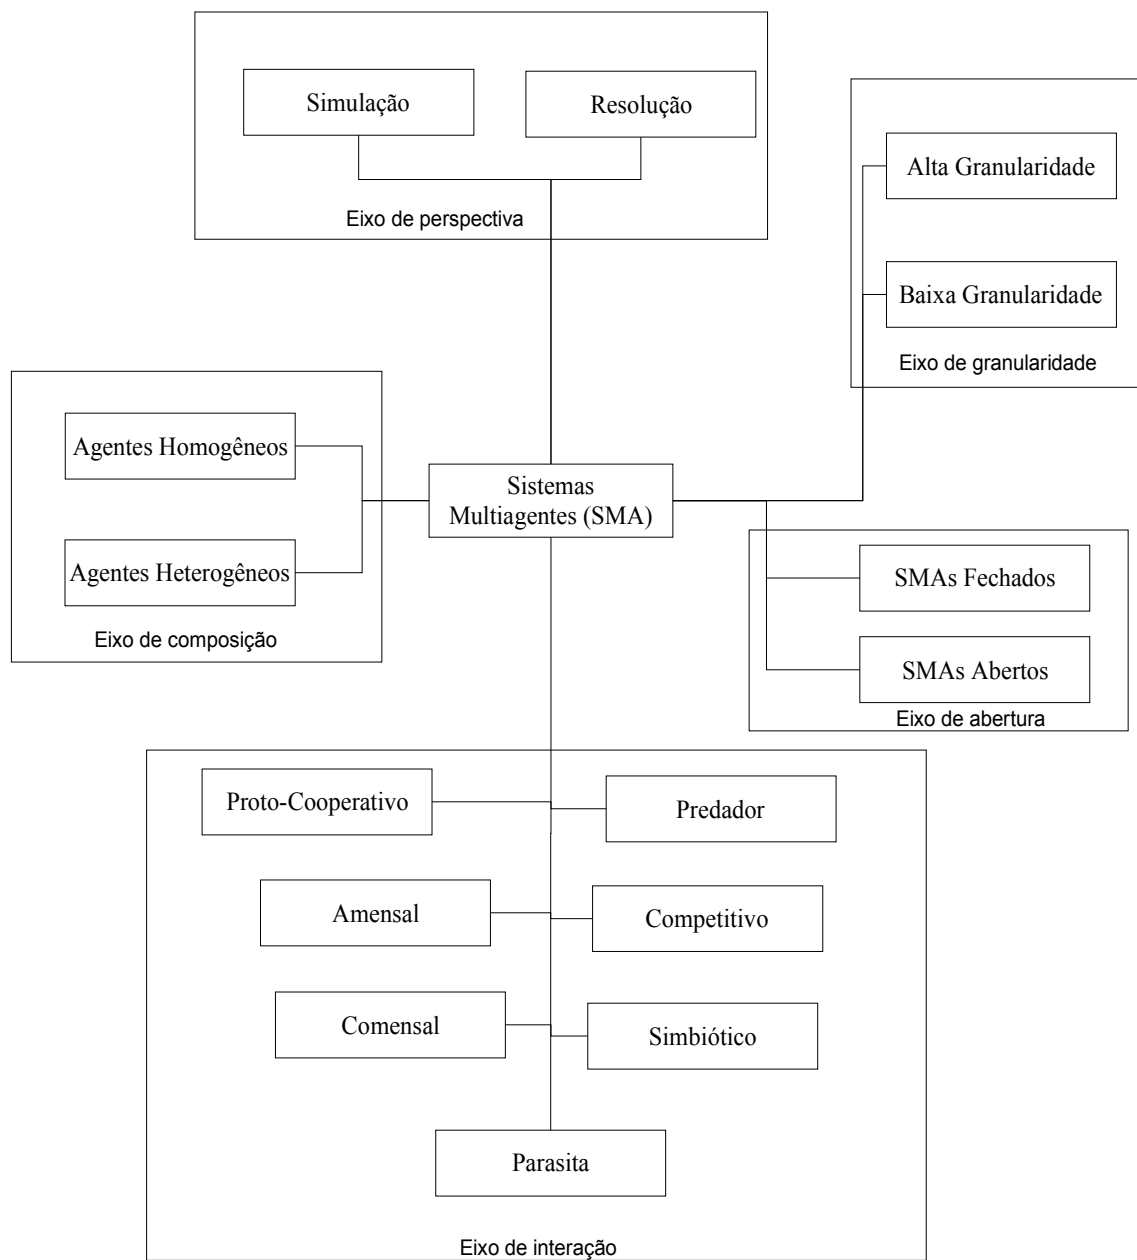 Simulação
Resolução
Eixo de perspectiva
Alta Granularidade
Baixa Granularidade
Eixo de granularidade
Agentes Homogêneos
Agentes Heterogêneos
Eixo de composição
Sistemas
Multiagentes (SMA)
SMAs Fechados
SMAs Abertos
Eixo de abertura
Proto-Cooperativo
Predador
Amensal
Competitivo
Comensal
Simbiótico
Parasita
Eixo de interação